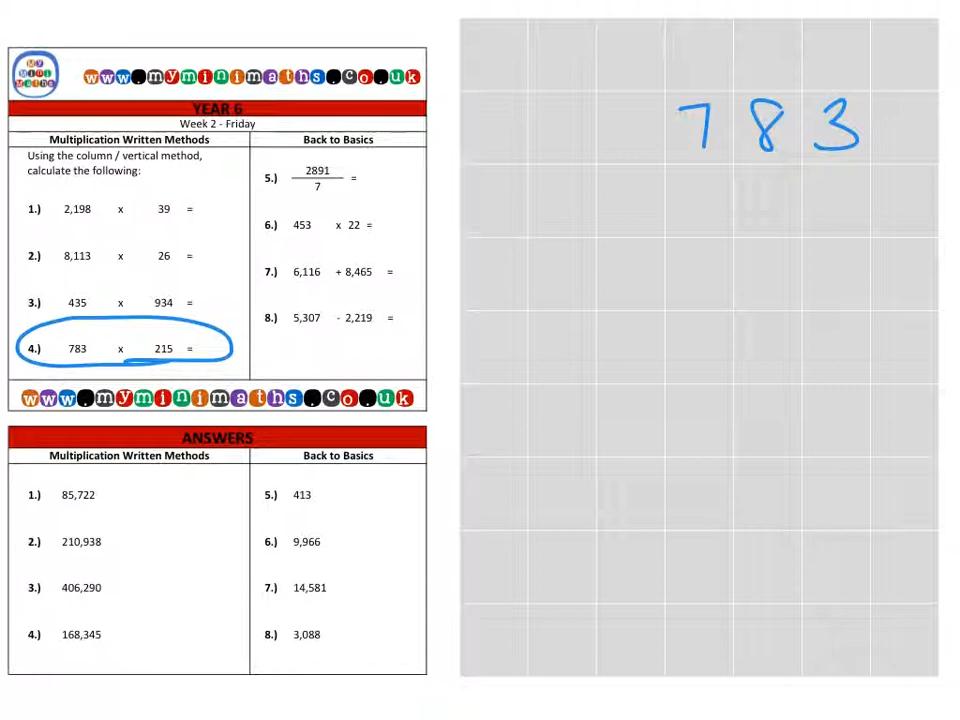 My
Mini
Maths
www.myminimaths.co.uk
YEAR 6
Week 2 - Friday
Multiplication Written Methods
Back to Basics
Using the column / vertical method,
calculate the following:
1.) 2,198 x 39 =
2.) 8,113 x 26 =
3.) 435 x 934 =
4.) 783 x 215 =
5.) 2891
7 =
6.) 453 x 22 =
7.) 6,116 + 8,465 =
8.) 5,307 - 2,219 =
www.myminimaths.co.uk
ANSWERS
Multiplication Written Methods
Back to Basics
1.) 85,722
2.) 210,938
3.) 406,290
4.) 168,345
5.) 413
6.) 9,966
7.) 14,581
8.) 3,088
7 8 3